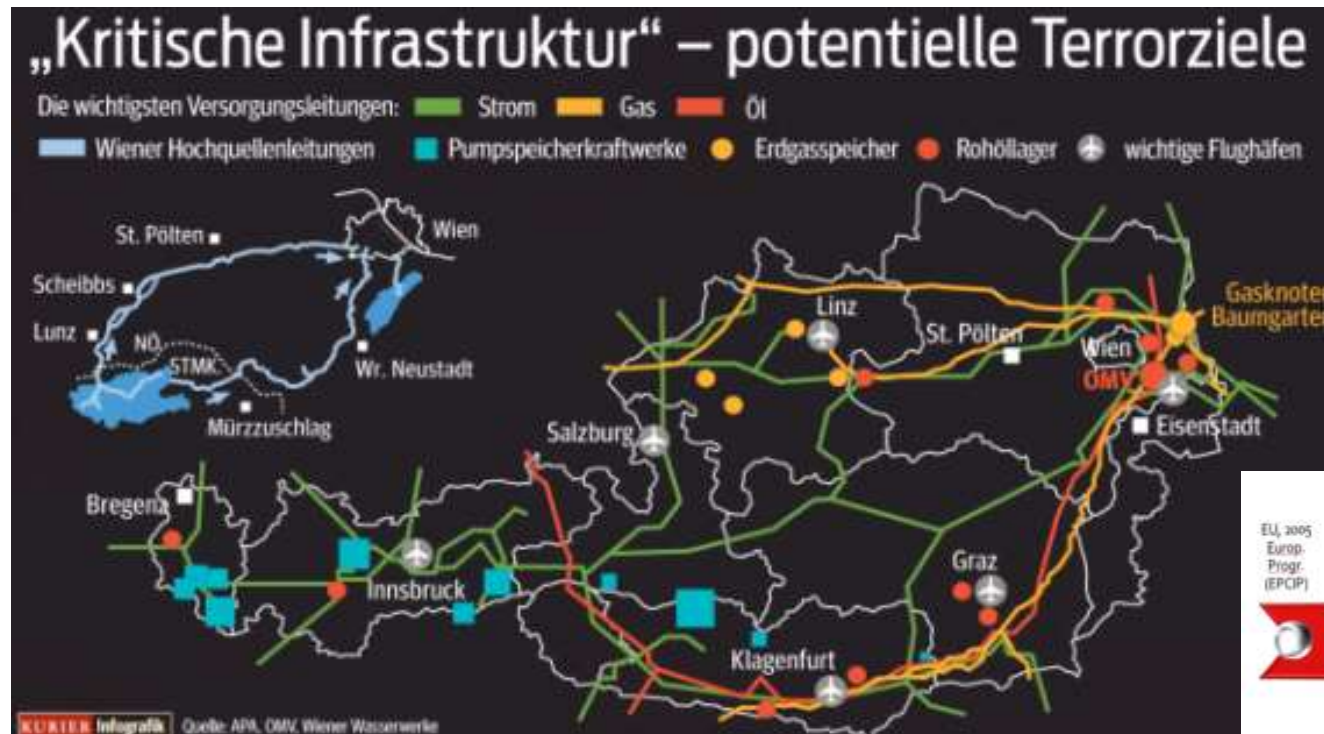 „Kritische Infrastruktur“ – potentielle Terrorziele
Die wichtigsten Versorgungsleitungen: Strom Gas Öl
Wiener Hochquellenleitungen Pumpspeicherkraftwerke Erdgasspeicher Rohöllager wichtige Flughäfen
St. Pölten
Wien
Scheibbs
Lunz
NÖ
STMK.
Wr. Neustadt
Mürzzuschlag
Linz
St. Pölten
Gasknoten
Baumgarten
Wien
OMV
Eisenstadt
Salzburg
Bregenz
Innsbruck
Graz
Klagenfurt
KURIER Infografik Quelle: APA, OMV, Wiener Wasserwerke
EU, 2005
Europ.
Progr.
(EPCIP)